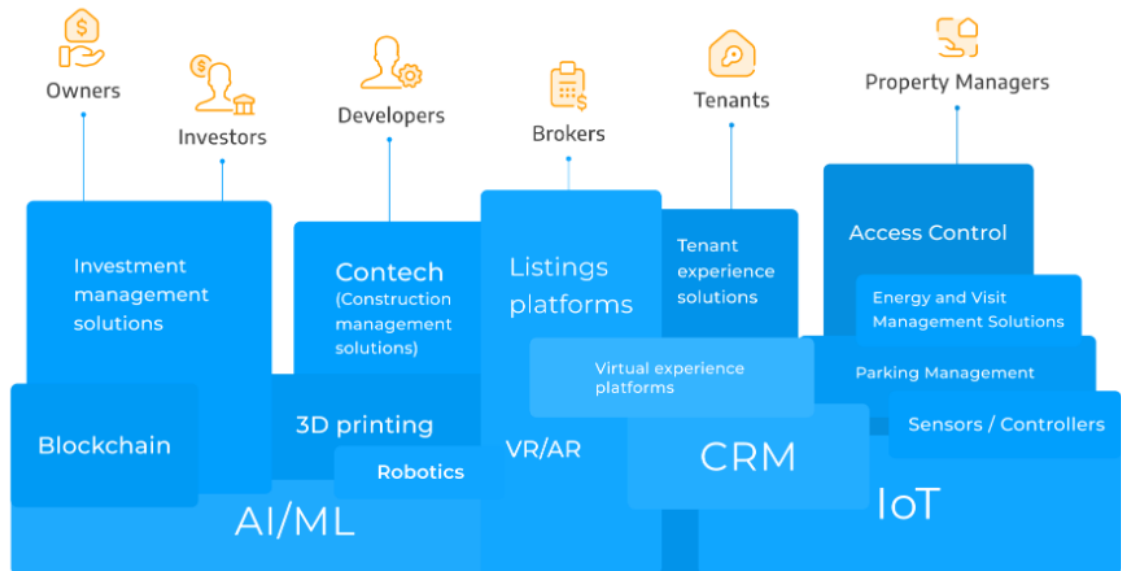 Owners
Investors
Developers
Brokers
Tenants
Property Managers
Investment
management
solutions
Contech
(Construction
management
solutions)
Listings
platforms
Tenant
experience
solutions
Access Control
Energy and Visit
Management Solutions
Virtual experience
platforms
Parking Management
Blockchain
3D printing
Robotics
VR/AR
CRM
Sensors / Controllers
AI/ML
IoT